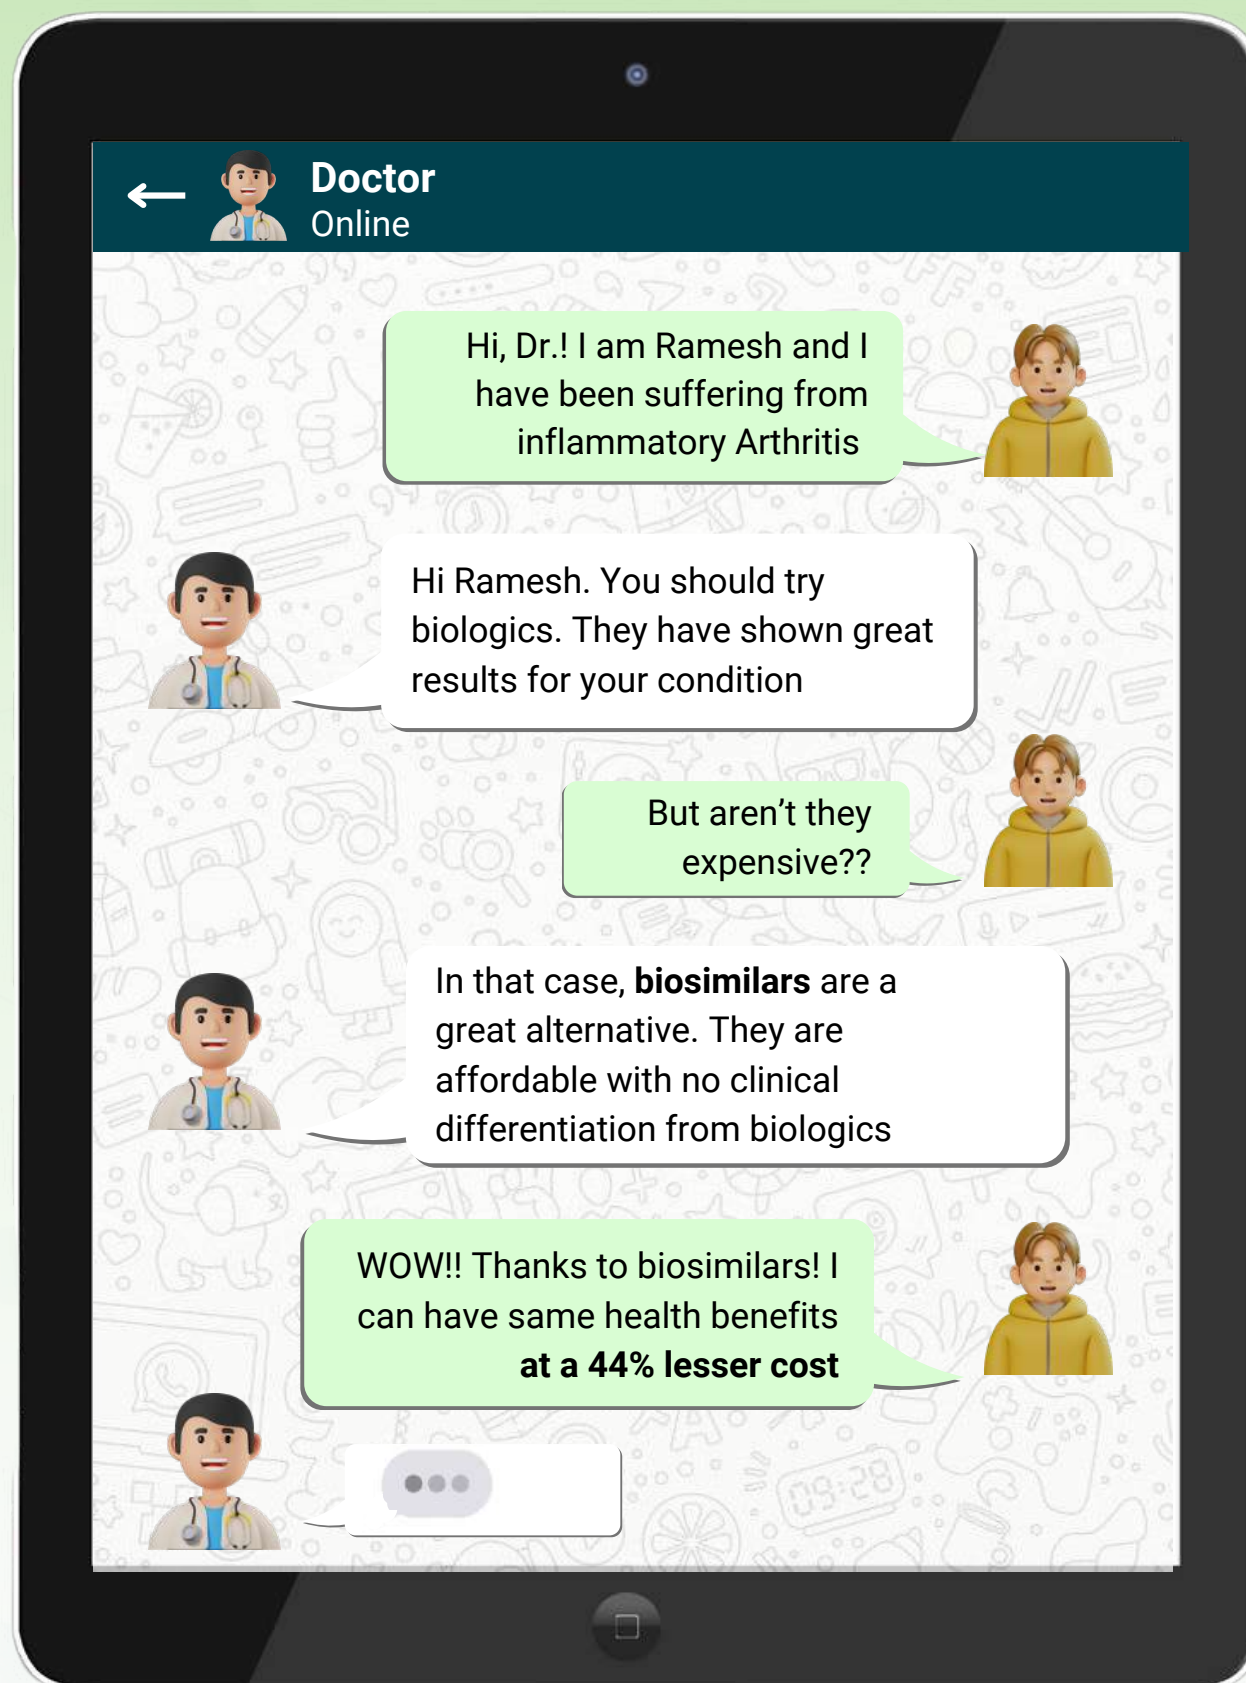 Doctor
Online
Hi, Dr.! I am Ramesh and I
have been suffering from
inflammatory Arthritis
Hi Ramesh. You should try
biologics. They have shown great
results for your condition
But aren’t they
expensive??
In that case, biosimilars are a
great alternative. They are
affordable with no clinical
differentiation from biologics
WOW!! Thanks to biosimilars! I
can have same health benefits
at a 44% lesser cost
09:28